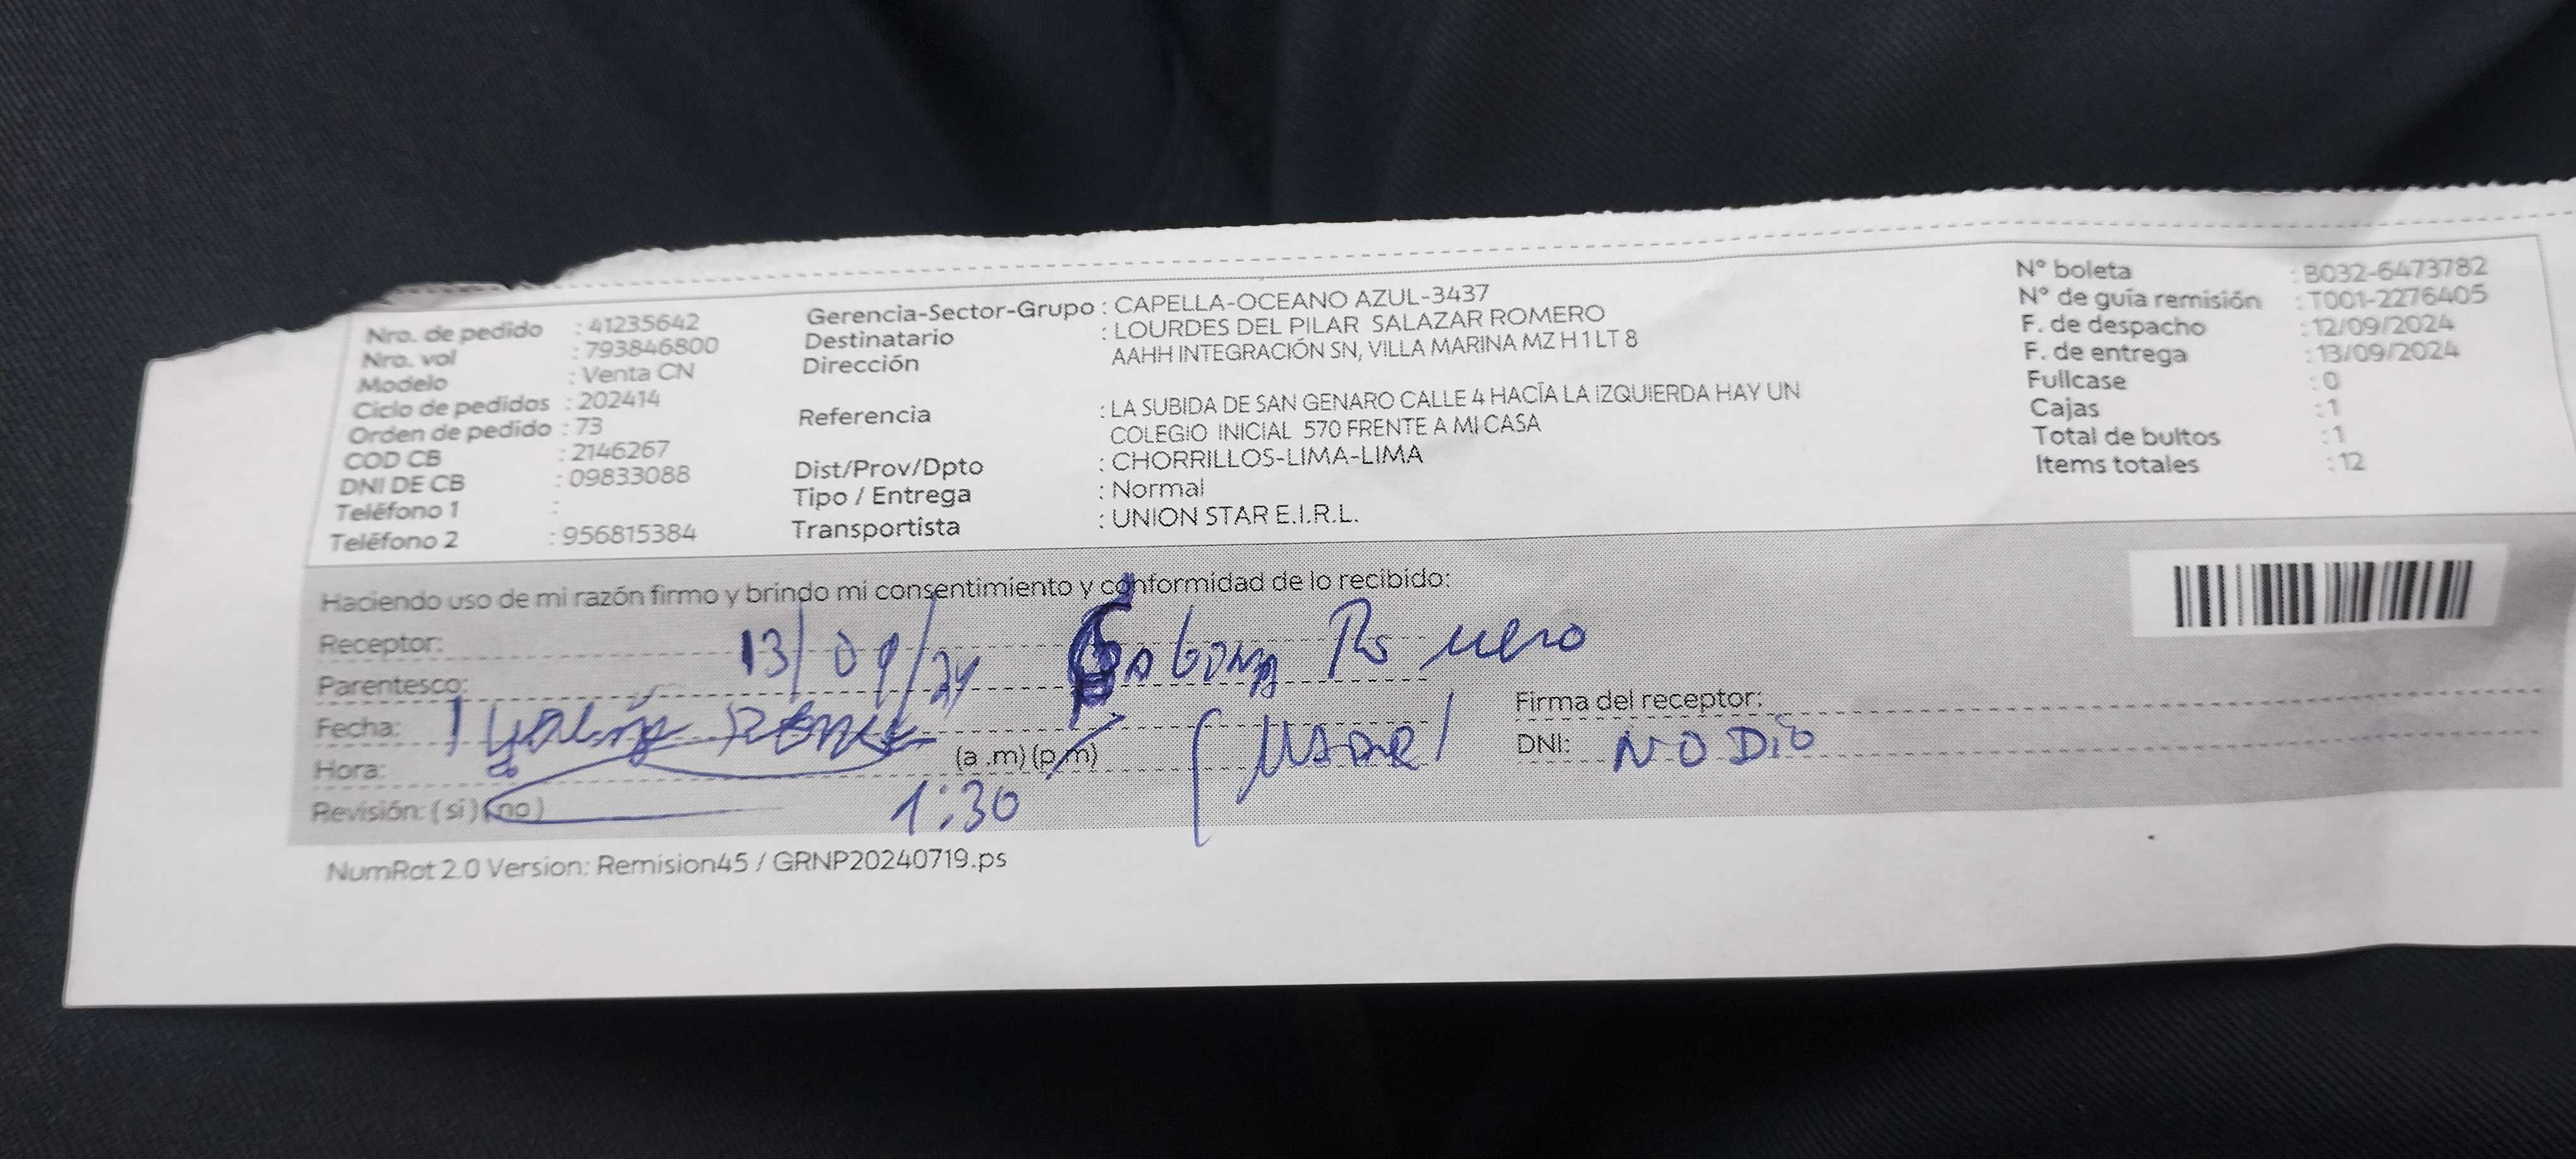 Nro. de pedido : 41235642
Nro. vol : 793846800
Modelo : Venta CN
Ciclo de pedidos : 202414
Orden de pedido : 73
COD CB : 2146267
DNI DE CB : 09833088
Teléfono 1 :
Teléfono 2 : 956815384
Gerencia-Sector-Grupo : CAPELLA-OCEANO AZUL-3437
Destinatario : LOURDES DEL PILAR SALAZAR ROMERO
Dirección AAHH INTEGRACIÓN SN, VILLA MARINA MZ H 1 LT 8
Referencia : LA SUBIDA DE SAN GENARO CALLE 4 HACÍA LA IZQUIERDA HAY UN
COLEGIO INICIAL 570 FRENTE A MI CASA
Dist/Prov/Dpto : CHORRILLOS-LIMA-LIMA
Tipo / Entrega : Normal
Transportista : UNION STAR E.I.R.L.
N° boleta : B032-6473782
N° de guía remisión : T001-2276405
F. de despacho : 12/09/2024
F. de entrega : 13/09/2024
Fullcase : 0
Cajas : 1
Total de bultos : 1
Items totales : 12
Haciendo uso de mi razón firmo y brindo mi consentimiento y conformidad de lo recibido:
Receptor:
13/09/24 Romero
Parentesco:
Fecha:
Hora: (a .m) (p.m)
1:30
Revisión: ( si ) ( no )
Firma del receptor:
DNI: NO DIO
NumRot 2.0 Version: Remision45 / GRNP20240719.ps